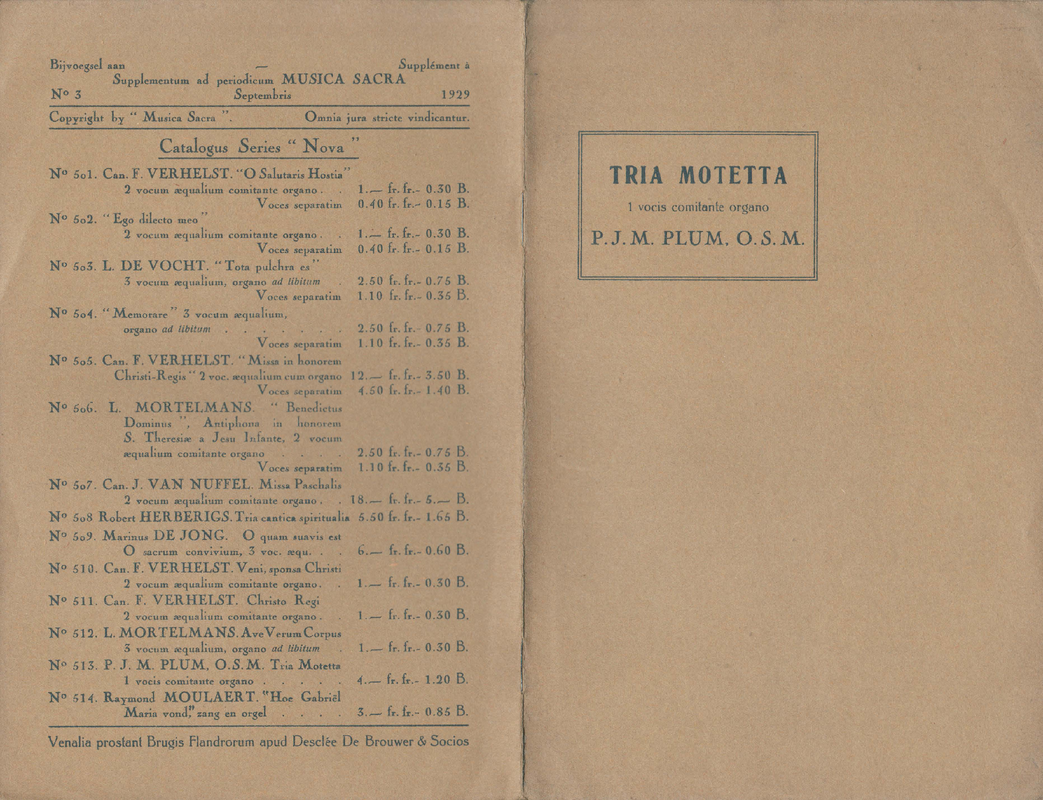 Bijvoegsel aan — Supplément à
Supplementum ad periodicum MUSICA SACRA
Nº 3 Septembris 1929
Copyright by " Musica Sacra ". Omnia jura stricte vindicantur.
Catalogus Series " Nova "
Nº 501. Can. F. VERHELST. "O Salutaris Hostia"
2 vocum æqualium comitante organo . . 1.— fr. fr.- 0.30 B.
Voces separatim 0.40 fr. fr.- 0.15 B.
Nº 502. " Ego dilecto meo "
2 vocum æqualium comitante organo . . 1.— fr. fr.- 0.30 B.
Voces separatim 0.40 fr. fr.- 0.15 B.
Nº 503. L. DE VOCHT. " Tota pulchra es "
3 vocum æqualium, organo ad libitum . 2.50 fr. fr.- 0.75 B.
Voces separatim 1.10 fr. fr.- 0.35 B.
Nº 504. " Memorare " 3 vocum æqualium,
organo ad libitum . . . . . . . 2.50 fr. fr.- 0.75 B.
Voces separatim 1.10 fr. fr.- 0.35 B.
Nº 505. Can. F. VERHELST. " Missa in honorem
Christi-Regis " 2 voc. æqualium cum organo 12.— fr. fr.- 3.50 B.
Voces separatim 4.50 fr. fr.- 1.40 B.
Nº 506. L. MORTELMANS. " Benedictus
Dominus ", Antiphona in honorem
S. Theresiæ a Jesu Infante, 2 vocum
æqualium comitante organo . . . . 2.50 fr. fr.- 0.75 B.
Voces separatim 1.10 fr. fr.- 0.35 B.
Nº 507. Can. J. VAN NUFFEL. Missa Paschalis
2 vocum æqualium comitante organo . . 18.— fr. fr.- 5.— B.
Nº 508 Robert HERBERIGS. Tria cantica spiritualia 5.50 fr. fr.- 1.65 B.
Nº 509. Marinus DE JONG. O quam suavis est
O sacrum convivium, 3 voc. æqu. . . 6.— fr. fr.- 0.60 B.
Nº 510. Can. F. VERHELST. Veni, sponsa Christi
2 vocum æqualium comitante organo . . 1.— fr. fr.- 0.30 B.
Nº 511. Can. F. VERHELST. Christo Regi
2 vocum æqualium comitante organo . . 1.— fr. fr.- 0.30 B.
Nº 512. L. MORTELMANS. Ave Verum Corpus
3 vocum æqualium, organo ad libitum . 1.— fr. fr.- 0.30 B.
Nº 513. P. J. M. PLUM, O.S.M. Tria Motetta
1 vocis comitante organo . . . . . 4.— fr. fr.- 1.20 B.
Nº 514. Raymond MOULAERT. "Hoe Gabriël
Maria vond," zang en orgel . . . . 3.— fr. fr.- 0.85 B.
Venalia prostant Brugis Flandrorum apud Desclée De Brouwer & Socios
TRIA MOTETTA
1 vocis comitante organo
P. J. M. PLUM, O. S. M.